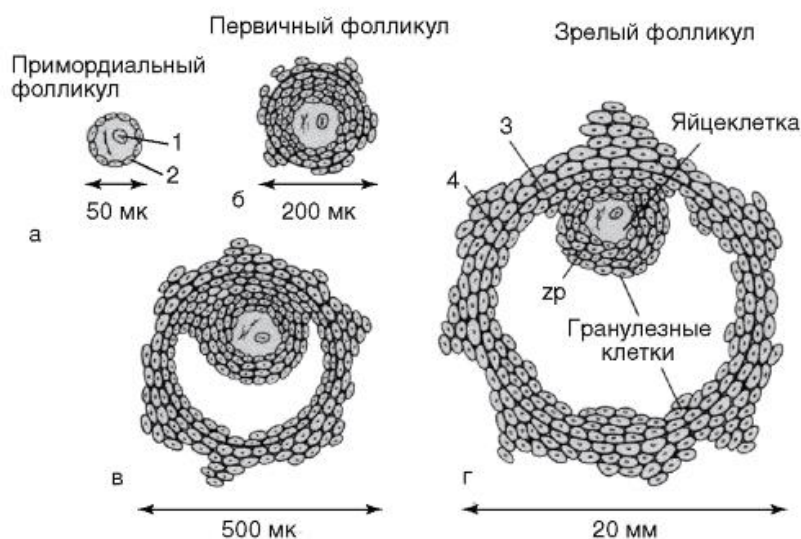 Первичный фолликул
Зрелый фолликул
Примордиальный
фолликул
1
2
50 мк
а
б
200 мк
3
4
Яйцеклетка
zp
Гранулезные
клетки
в
500 мк
г
20 мм